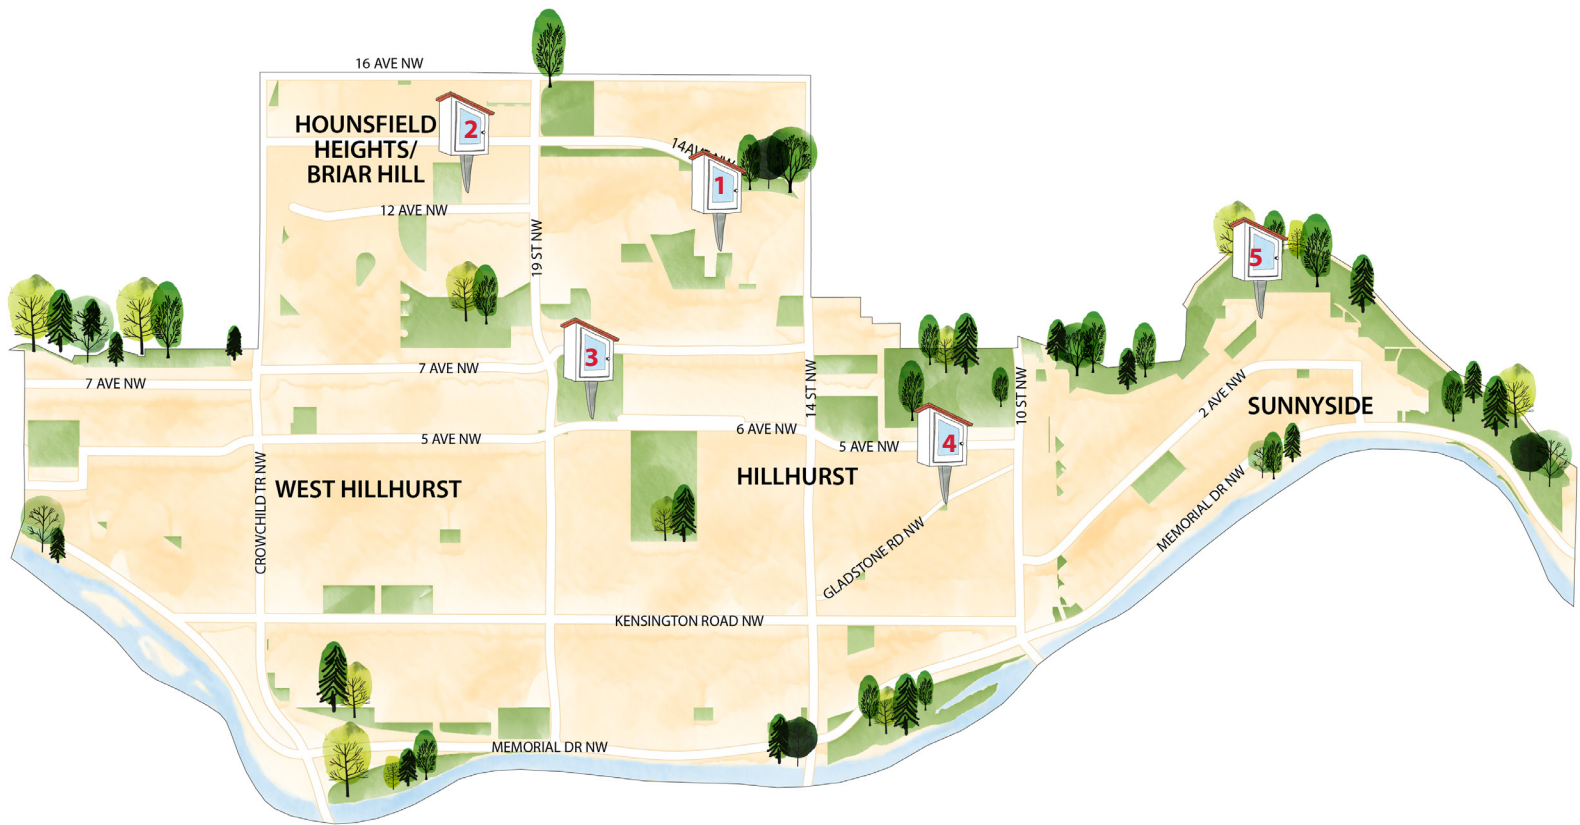 16 AVE NW
HOUNSFIELD
HEIGHTS/
BRIAR HILL
2
14 AVE NW
1
12 AVE NW
19 ST NW
5
3
7 AVE NW
7 AVE NW
14 ST NW
10 ST NW
2 AVE NW
SUNNYSIDE
5 AVE NW
6 AVE NW
5 AVE NW
4
WEST HILLHURST
HILLHURST
CROWCHILD TR NW
GLADSTONE RD NW
MEMORIAL DR NW
KENSINGTON ROAD NW
MEMORIAL DR NW